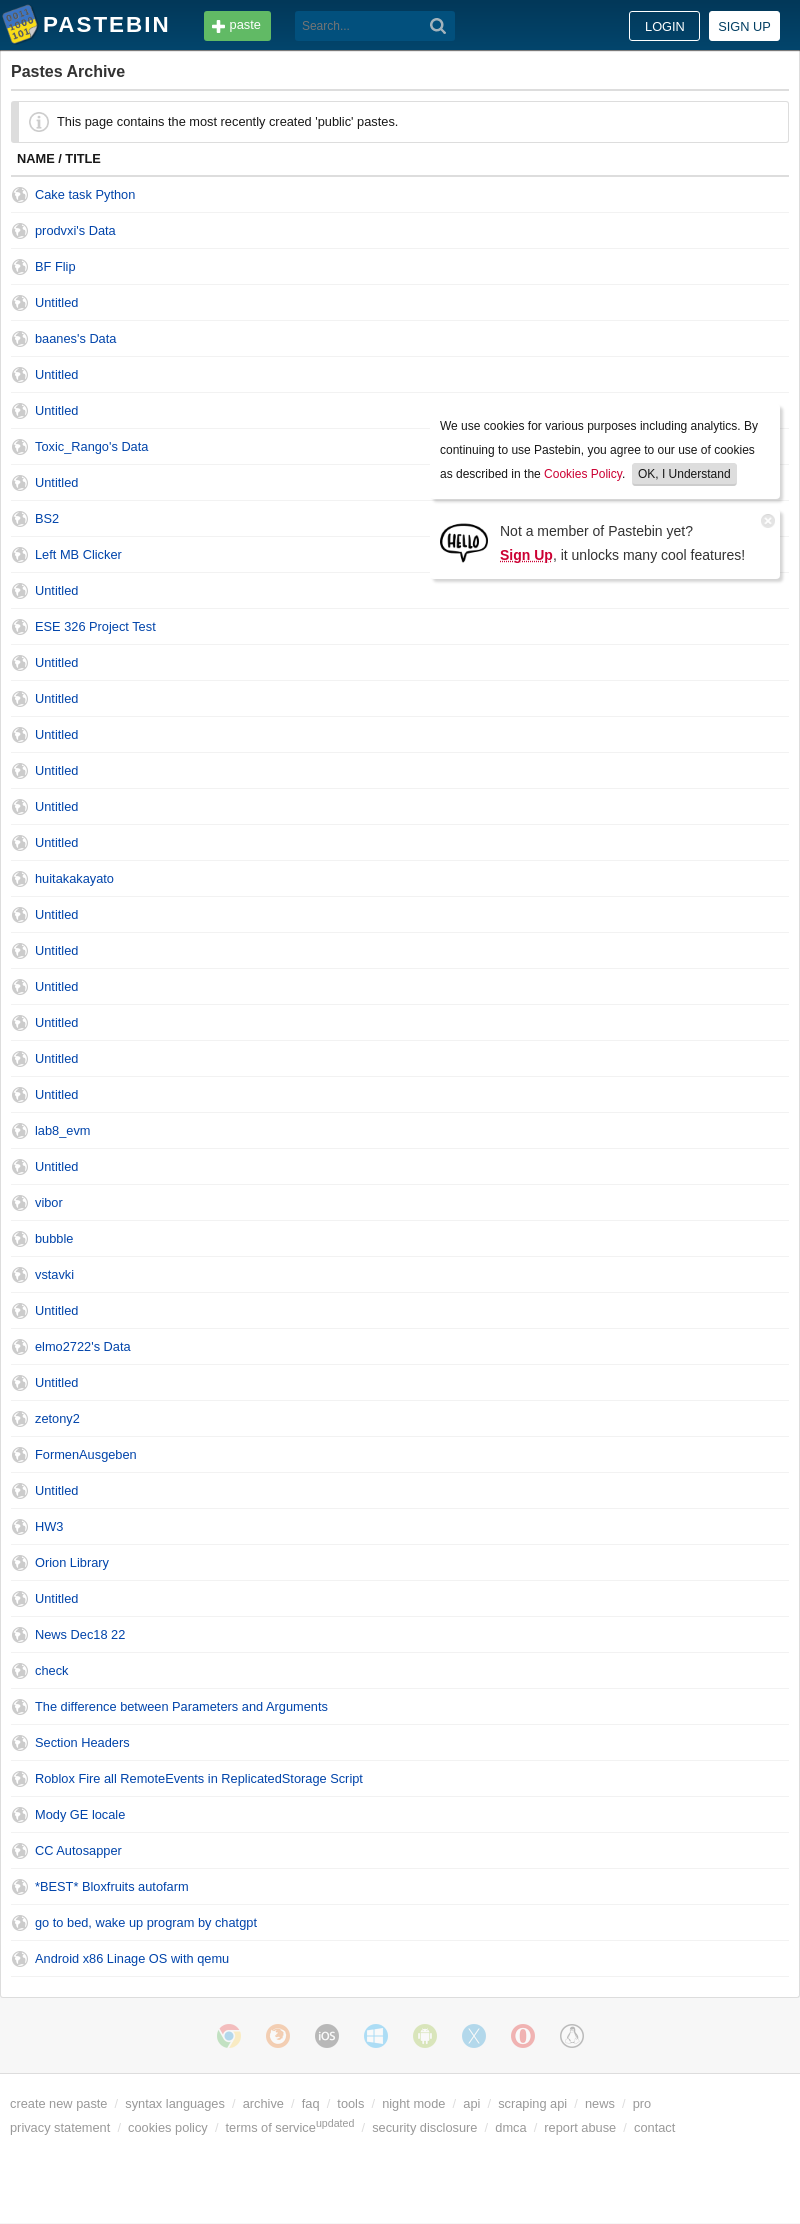 PASTEBIN
paste
Search...
LOGIN
SIGN UP
Pastes Archive
This page contains the most recently created 'public' pastes.
NAME / TITLE
Cake task Python
prodvxi's Data
BF Flip
Untitled
baanes's Data
Untitled
Untitled
Toxic_Rango's Data
Untitled
BS2
Left MB Clicker
Untitled
We use cookies for various purposes including analytics. By
continuing to use Pastebin, you agree to our use of cookies
as described in the Cookies Policy. OK, I Understand
HELLO
Not a member of Pastebin yet?
Sign Up, it unlocks many cool features!
ESE 326 Project Test
Untitled
Untitled
Untitled
Untitled
Untitled
Untitled
huitakakayato
Untitled
Untitled
Untitled
Untitled
Untitled
Untitled
lab8_evm
Untitled
vibor
bubble
vstavki
Untitled
elmo2722's Data
Untitled
zetony2
FormenAusgeben
Untitled
HW3
Orion Library
Untitled
News Dec18 22
check
The difference between Parameters and Arguments
Section Headers
Roblox Fire all RemoteEvents in ReplicatedStorage Script
Mody GE locale
CC Autosapper
*BEST* Bloxfruits autofarm
go to bed, wake up program by chatgpt
Android x86 Linage OS with qemu
iOS
create new paste / syntax languages / archive / faq / tools / night mode / api / scraping api / news / pro
privacy statement / cookies policy / terms of service updated / security disclosure / dmca / report abuse / contact